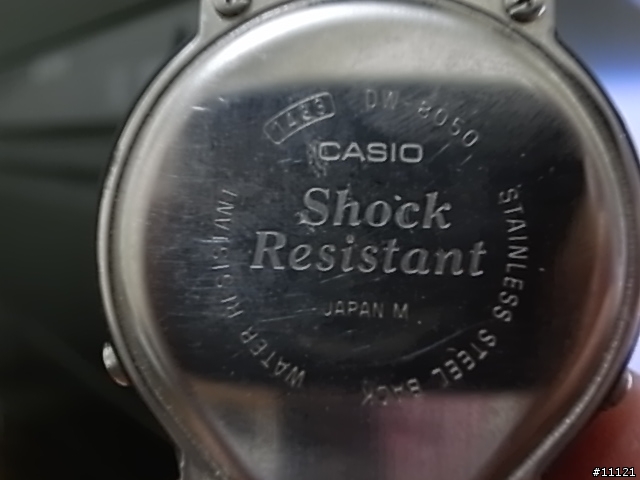 1433
DW-8050
CASIO
Shock
Resistant
JAPAN M
WATER RESISTANT
STAINLESS STEEL BACK
#11121